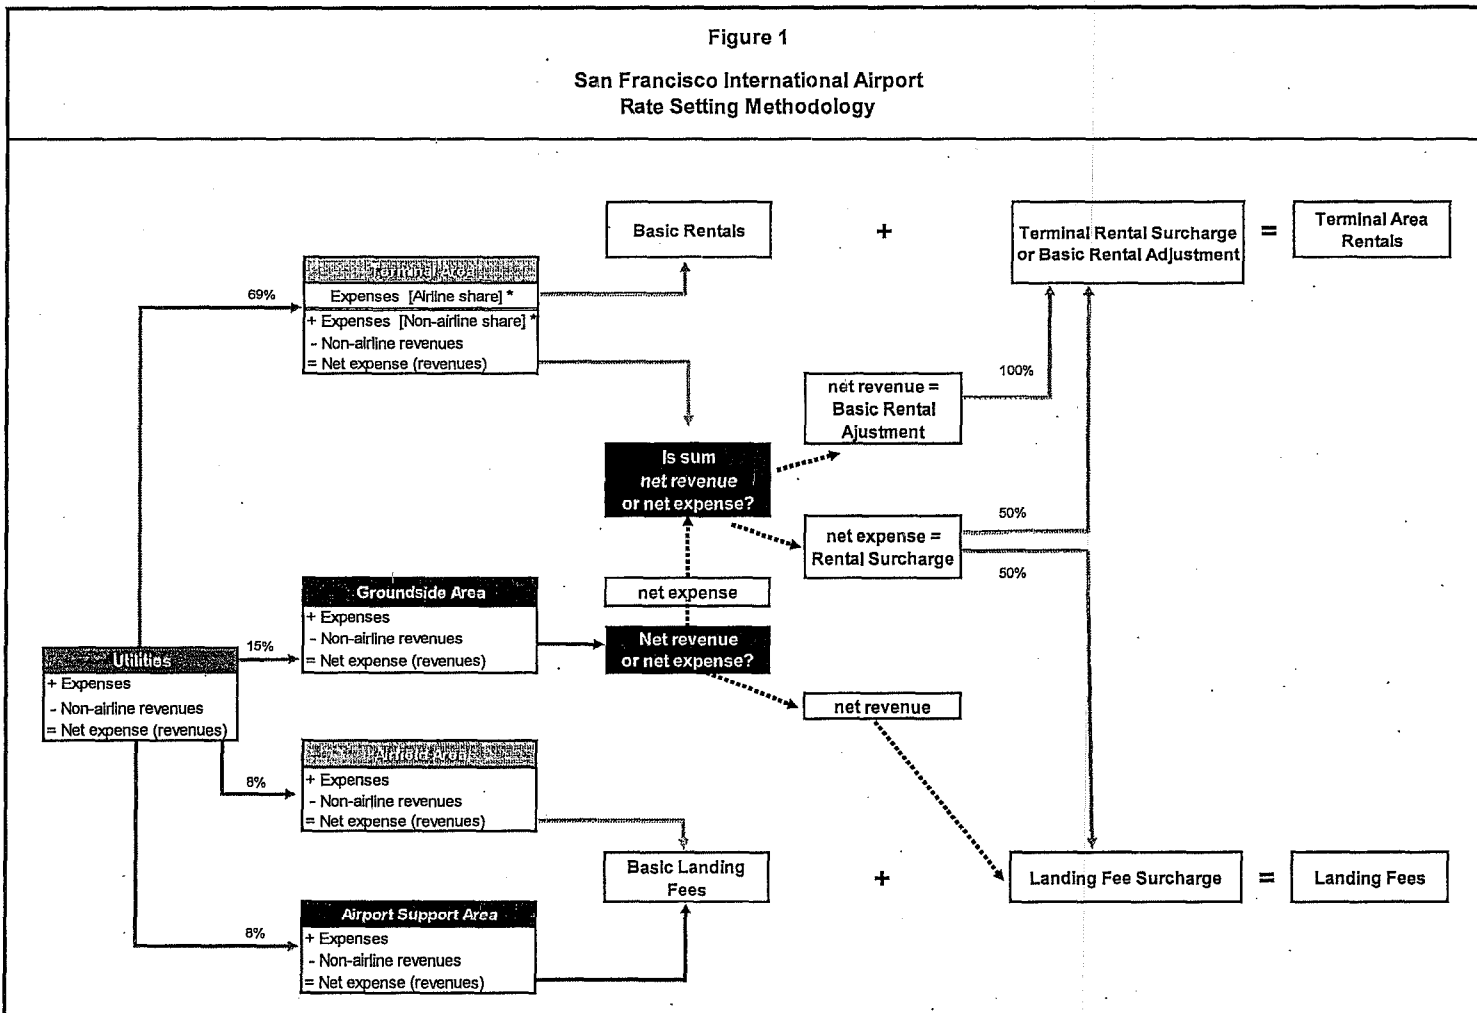 Figure 1
San Francisco International Airport
Rate Setting Methodology
Basic Rentals
+
Terminal Rental Surcharge
or Basic Rental Adjustment
=
Terminal Area
Rentals
Terminal Area
69%
Expenses [Airline share] *
+ Expenses [Non-airline share] *
- Non-airline revenues
= Net expense (revenues)
net revenue =
Basic Rental
Ajustment
100%
Is sum
net revenue
or net expense?
net expense =
Rental Surcharge
50%
50%
net expense
Groundside Area
+ Expenses
- Non-airline revenues
= Net expense (revenues)
15%
Net revenue
or net expense?
Utilities
+ Expenses
- Non-airline revenues
= Net expense (revenues)
net revenue
Airfield Area
8%
+ Expenses
- Non-airline revenues
= Net expense (revenues)
Basic Landing
Fees
+
Landing Fee Surcharge
=
Landing Fees
Airport Support Area
8%
+ Expenses
- Non-airline revenues
= Net expense (revenues)